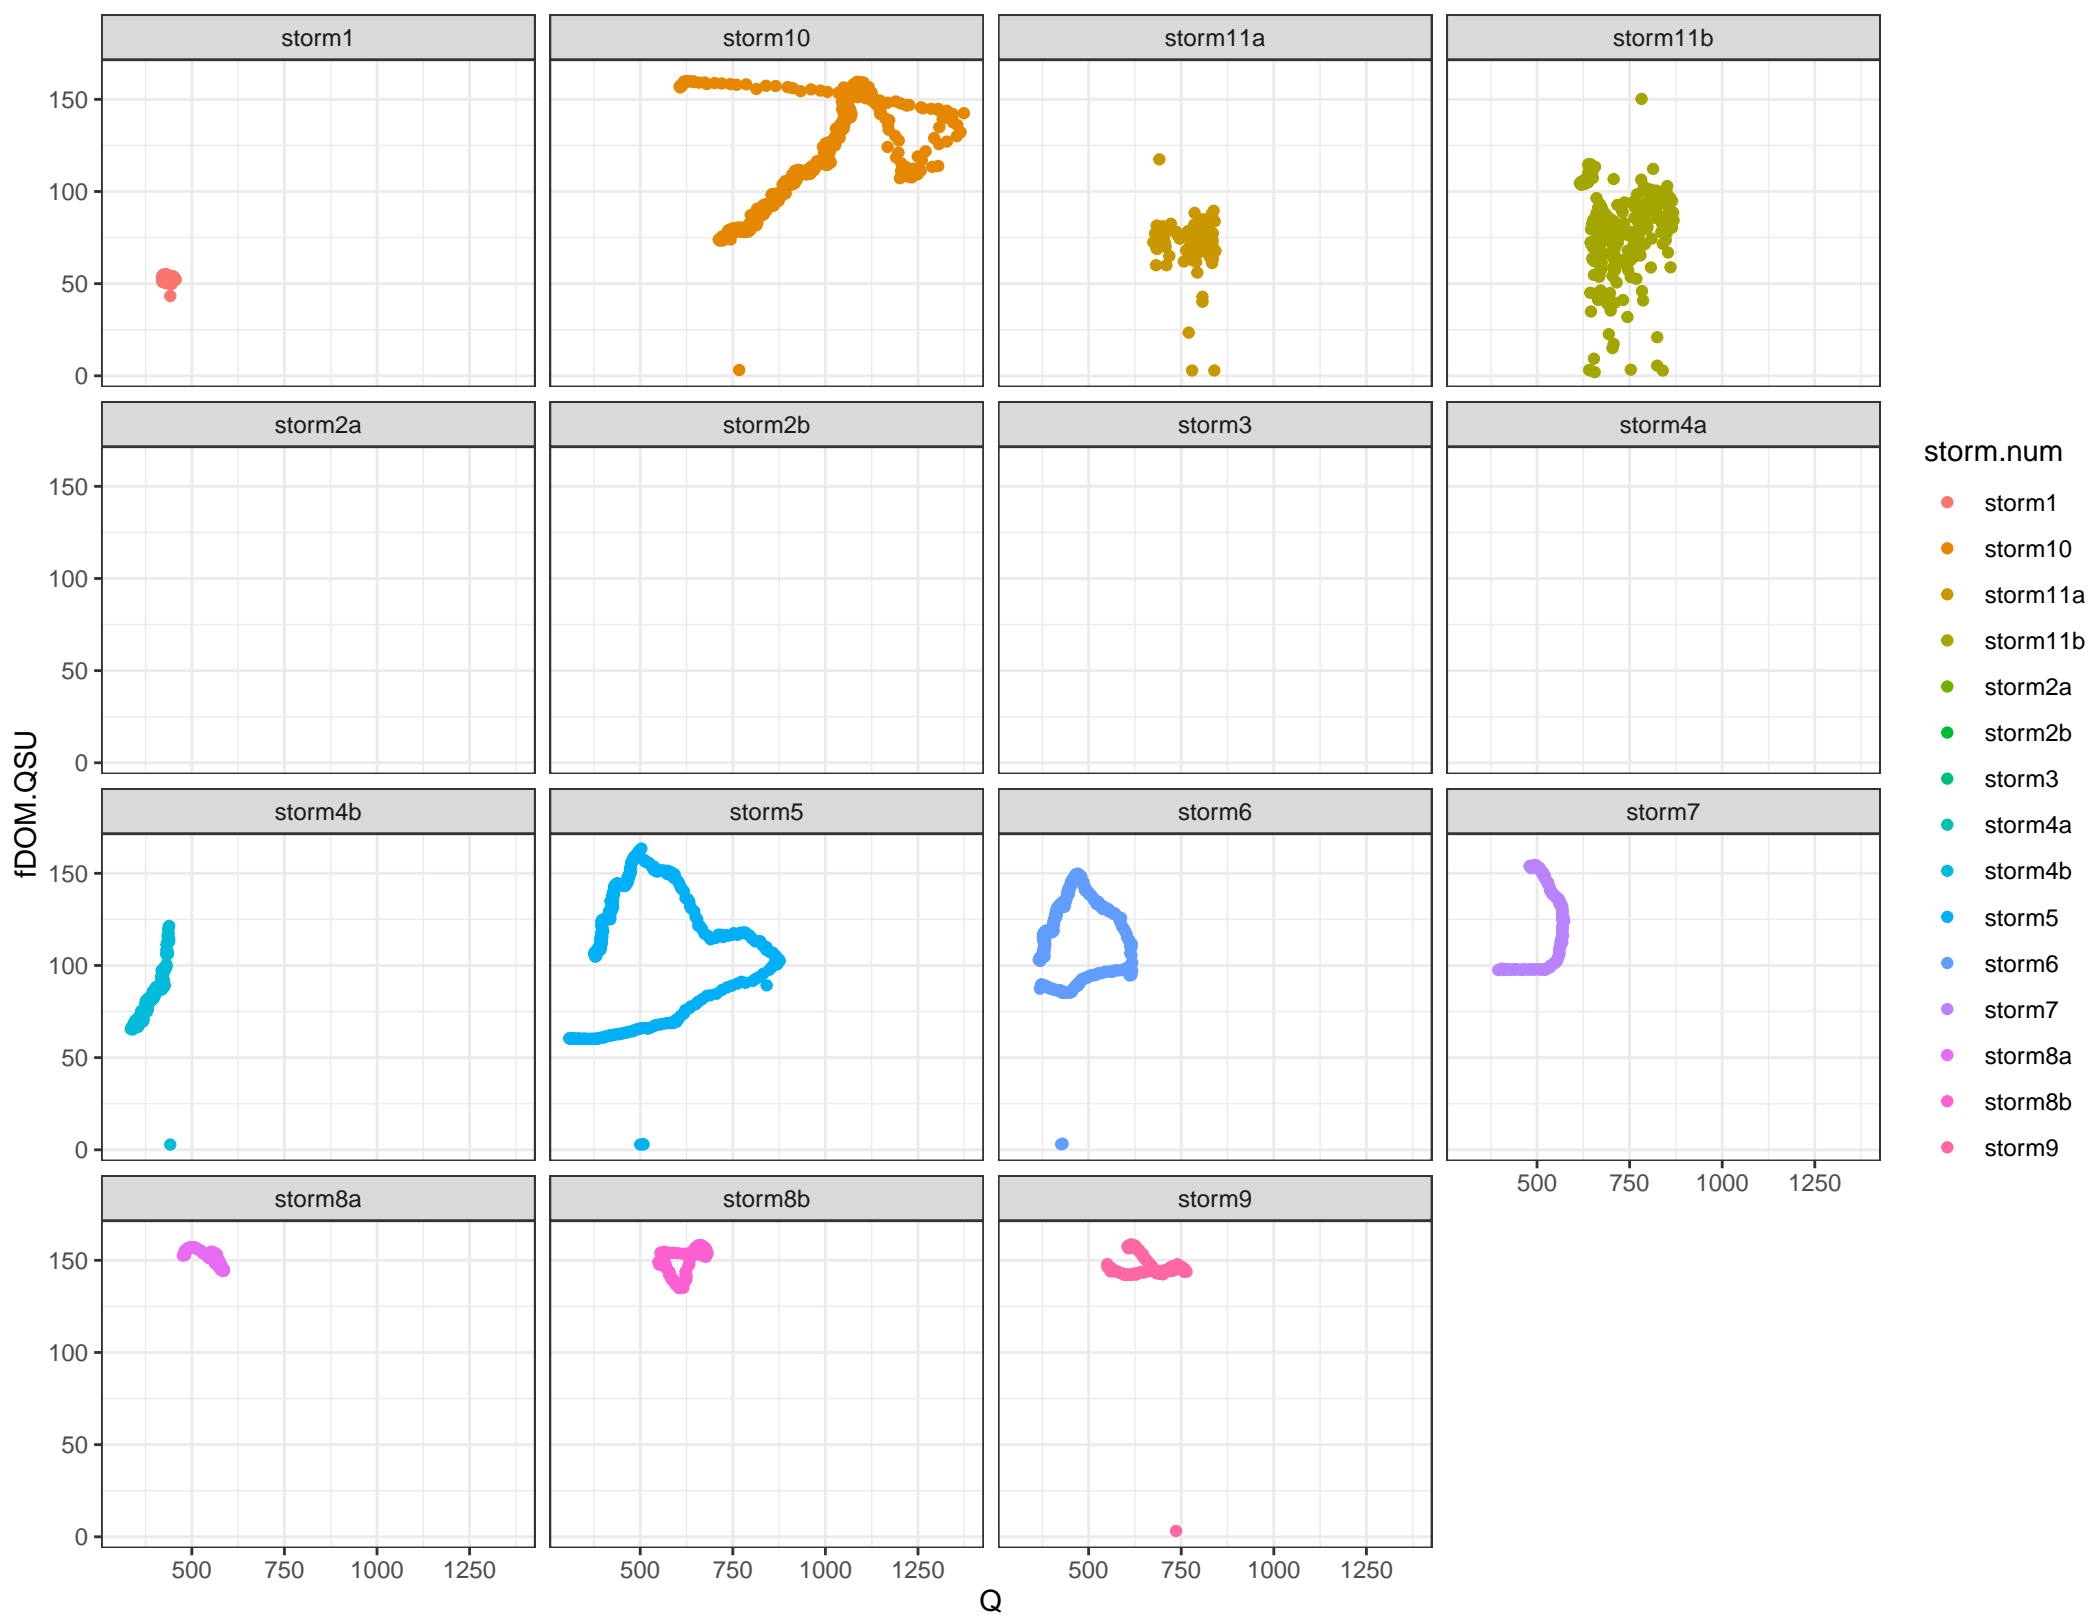 storm1 storm10 storm11a storm11b
150
100
50
0
storm2a storm2b storm3 storm4a
150
100
50
0
storm4b storm5 storm6 storm7
150
100
50
0
500 750 1000 1250
storm8a storm8b storm9
150
100
50
0
500 750 1000 1250 500 750 1000 1250 500 750 1000 1250
Q
fDOM.QSU
storm.num
storm1
storm10
storm11a
storm11b
storm2a
storm2b
storm3
storm4a
storm4b
storm5
storm6
storm7
storm8a
storm8b
storm9